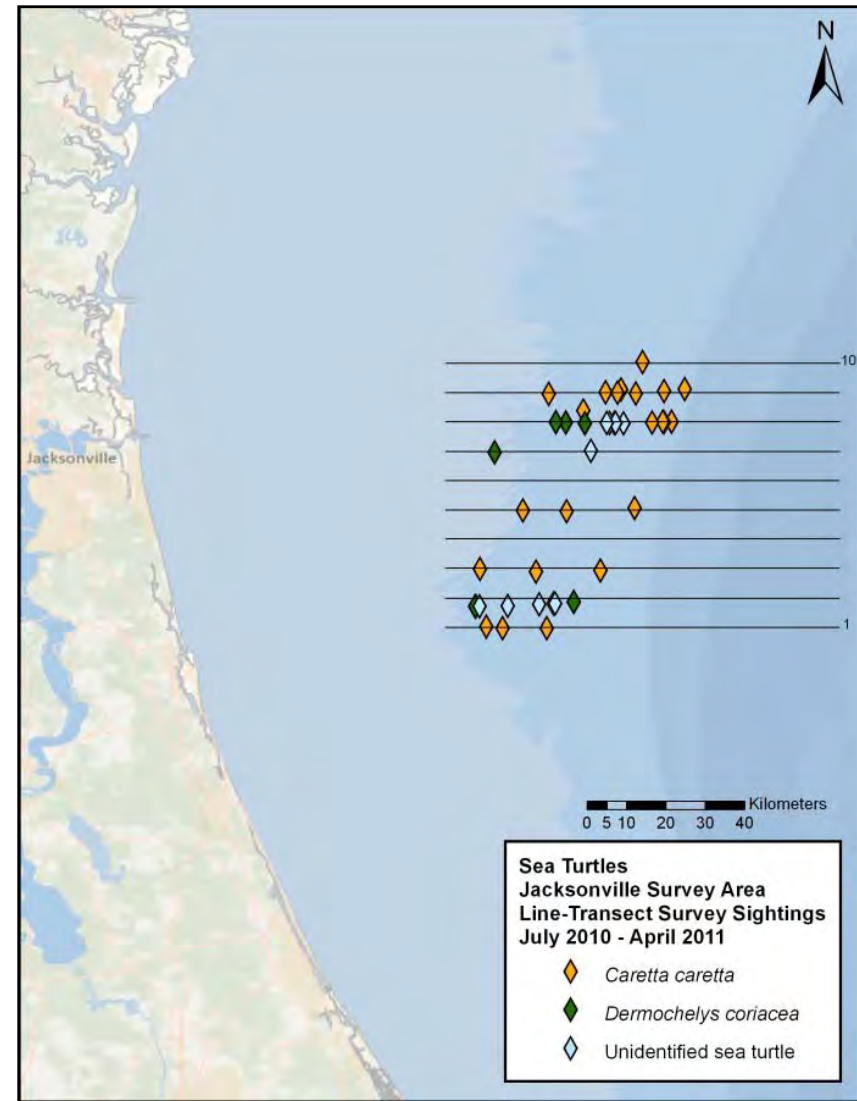 N
10
Jacksonville
1
Kilometers
0 5 10 20 30 40
Sea Turtles
Jacksonville Survey Area
Line-Transect Survey Sightings
July 2010 - April 2011
Caretta caretta
Dermochelys coriacea
Unidentified sea turtle